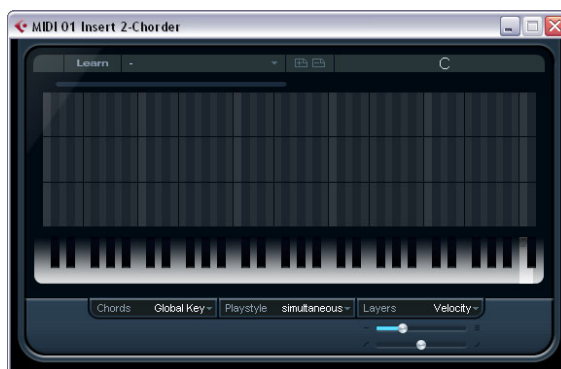 MIDI 01 Insert 2-Chorder
Learn - C
Chords Global Key Playstyle simultaneous Layers Velocity